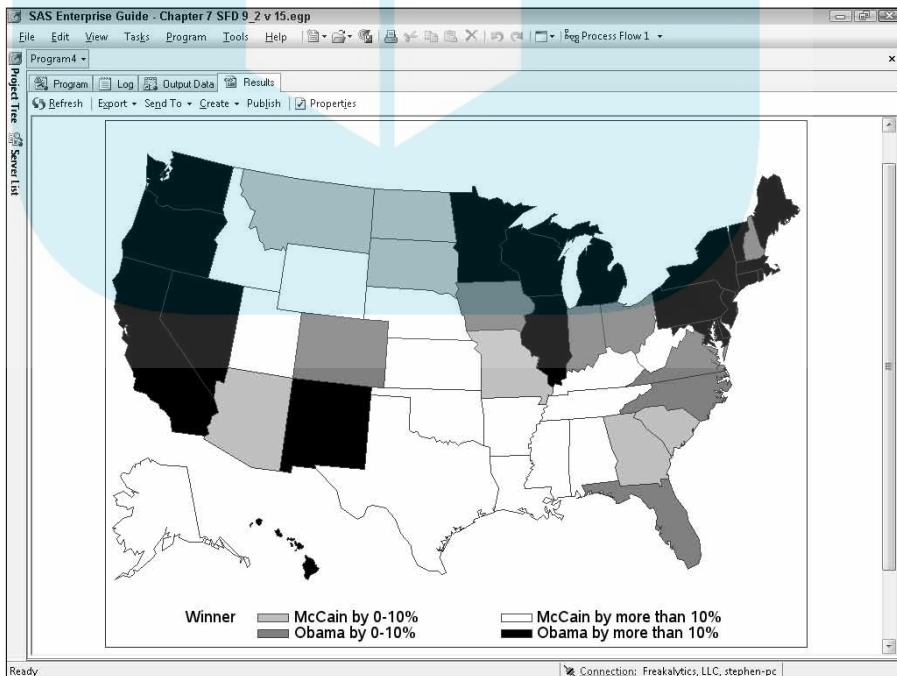 SAS Enterprise Guide - Chapter 7 SFD 9_2 v 15.egp
File Edit View Tasks Program Tools Help Process Flow 1
Program4
Program Log Output Data Results
Refresh Export Send To Create Publish Properties
Project Tree
Server List
Winner McCain by 0-10% McCain by more than 10%
Obama by 0-10% Obama by more than 10%
Ready Connection: Freakalytics, LLC, stephen-pc